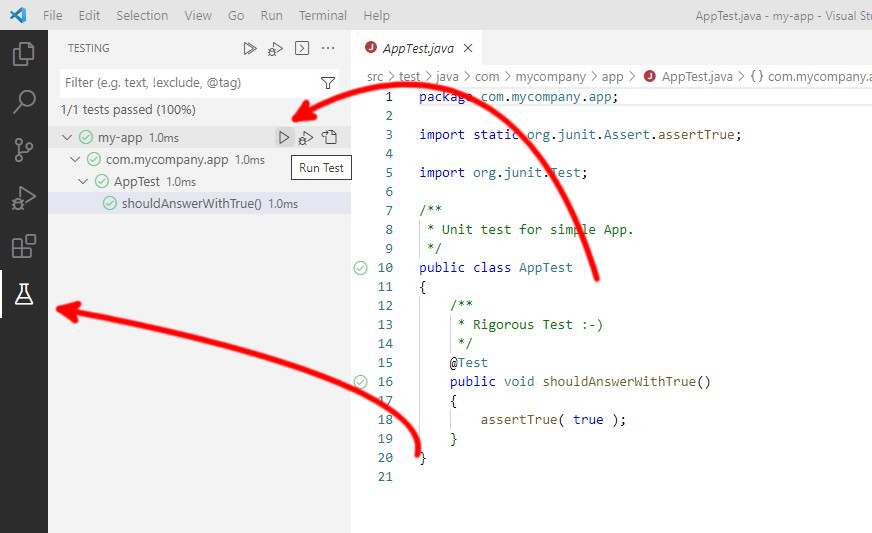 File Edit Selection View Go Run Terminal Help AppTest.java - my-app - Visual Stu
TESTING
Filter (e.g. text, !exclude, @tag)
1/1 tests passed (100%)
my-app 1.0ms
com.mycompany.app 1.0ms
Run Test
AppTest 1.0ms
shouldAnswerWithTrue() 1.0ms
AppTest.java
src > test > java > com > mycompany > app > AppTest.java > {} com.mycompany.a
1 package com.mycompany.app;
2
3 import static org.junit.Assert.assertTrue;
4
5 import org.junit.Test;
6
7 /**
8 * Unit test for simple App.
9 */
10 public class AppTest
11 {
12 /**
13 * Rigorous Test :-)
14 */
15 @Test
16 public void shouldAnswerWithTrue()
17 {
18 assertTrue( true );
19 }
20 }
21